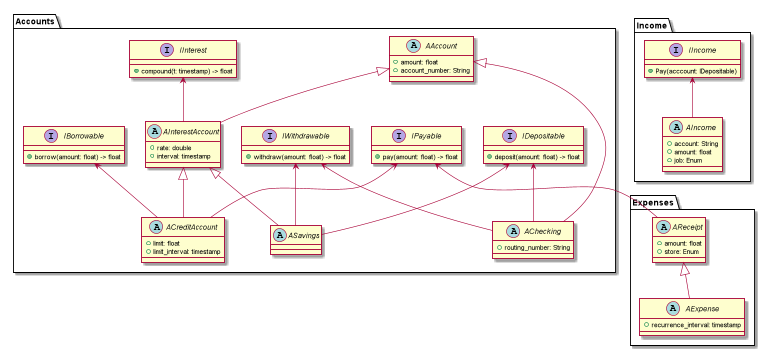 Accounts
Income
I IInterest
compound(t: timestamp) -> float
A AAccount
amount: float
account_number: String
I IIncome
Pay(acccount: IDepositable)
I IBorrowable
borrow(amount: float) -> float
A AInterestAccount
rate: double
interval: timestamp
I IWithdrawable
withdraw(amount: float) -> float
I IPayable
pay(amount: float) -> float
I IDepositable
deposit(amount: float) -> float
A AIncome
account: String
amount: float
job: Enum
Expenses
A ACreditAccount
limit: float
limit_interval: timestamp
A ASavings
A AChecking
routing_number: String
A AReceipt
amount: float
store: Enum
A AExpense
recurrence_interval: timestamp